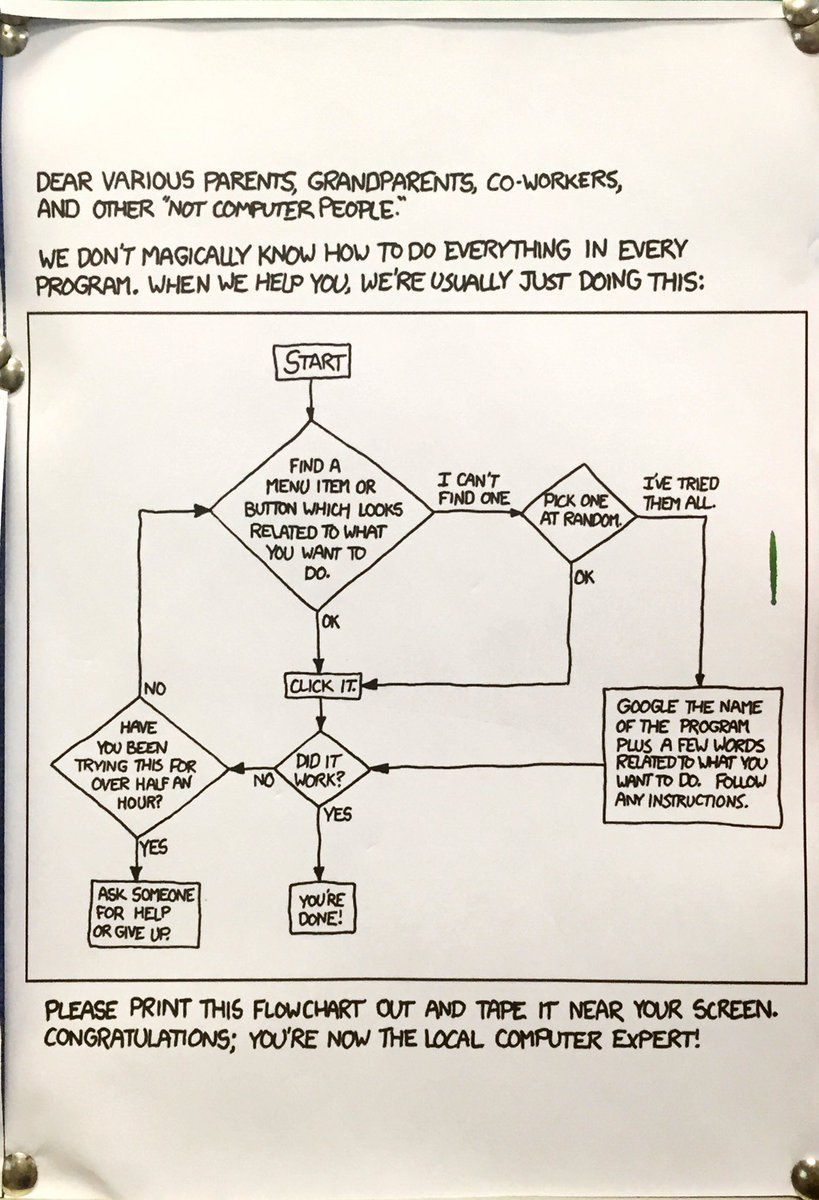 DEAR VARIOUS PARENTS, GRANDPARENTS, CO-WORKERS,
AND OTHER "NOT COMPUTER PEOPLE."
WE DON'T MAGICALLY KNOW HOW TO DO EVERYTHING IN EVERY
PROGRAM. WHEN WE HELP YOU, WE'RE USUALLY JUST DOING THIS:
START
FIND A
MENU ITEM OR
BUTTON WHICH LOOKS
RELATED TO WHAT
YOU WANT TO
DO.
I CAN'T
FIND ONE
PICK ONE
AT RANDOM.
I'VE TRIED
THEM ALL.
OK
OK
CLICK IT.
NO
HAVE
YOU BEEN
TRYING THIS FOR
OVER HALF AN
HOUR?
NO
DID IT
WORK?
GOOGLE THE NAME
OF THE PROGRAM
PLUS A FEW WORDS
RELATED TO WHAT YOU
WANT TO DO. FOLLOW
ANY INSTRUCTIONS.
YES
YES
ASK SOMEONE
FOR HELP
OR GIVE UP.
YOU'RE
DONE!
PLEASE PRINT THIS FLOWCHART OUT AND TAPE IT NEAR YOUR SCREEN.
CONGRATULATIONS; YOU'RE NOW THE LOCAL COMPUTER EXPERT!